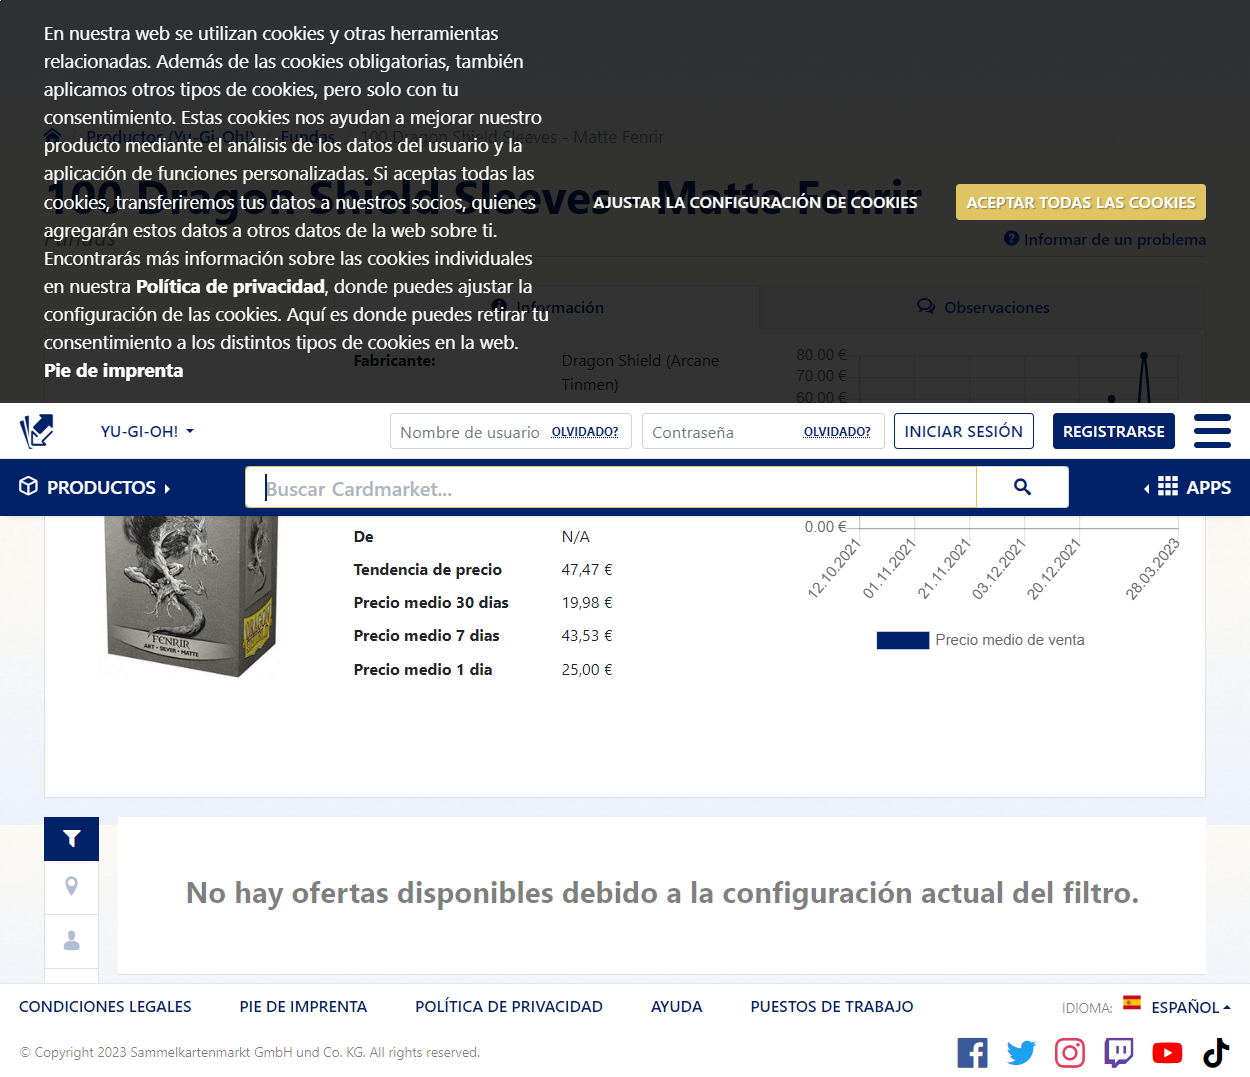 En nuestra web se utilizan cookies y otras herramientas
relacionadas. Además de las cookies obligatorias, también
aplicamos otros tipos de cookies, pero solo con tu
consentimiento. Estas cookies nos ayudan a mejorar nuestro
producto mediante el análisis de los datos del usuario y la
aplicación de funciones personalizadas. Si aceptas todas las
cookies, transferiremos tus datos a nuestros socios, quienes
agregarán estos datos a otros datos de la web sobre ti.
Encontrarás más información sobre las cookies individuales
en nuestra Política de privacidad, donde puedes ajustar la
configuración de las cookies. Aquí es donde puedes retirar tu
consentimiento a los distintos tipos de cookies en la web.
Pie de imprenta
AJUSTAR LA CONFIGURACIÓN DE COOKIES
ACEPTAR TODAS LAS COOKIES
Productos (Yu-Gi-Oh!) / Fundas / 100 Dragon Shield Sleeves - Matte Fenrir
100 Dragon Shield Sleeves - Matte Fenrir
Fundas
Informar de un problema
Información
Observaciones
Fabricante:
Dragon Shield (Arcane
Tinmen)
80.00 €
70.00 €
60.00 €
YU-GI-OH!
Nombre de usuario OLVIDADO?
Contraseña OLVIDADO?
INICIAR SESIÓN
REGISTRARSE
PRODUCTOS
Buscar Cardmarket...
APPS
FENRIR
ART • SILVER • MATTE
De N/A
Tendencia de precio 47,47 €
Precio medio 30 dias 19,98 €
Precio medio 7 dias 43,53 €
Precio medio 1 dia 25,00 €
0.00 €
12.10.2021
01.11.2021
21.11.2021
03.12.2021
20.12.2021
28.03.2023
Precio medio de venta
No hay ofertas disponibles debido a la configuración actual del filtro.
CONDICIONES LEGALES
PIE DE IMPRENTA
POLÍTICA DE PRIVACIDAD
AYUDA
PUESTOS DE TRABAJO
IDIOMA: ESPAÑOL
© Copyright 2023 Sammelkartenmarkt GmbH und Co. KG. All rights reserved.